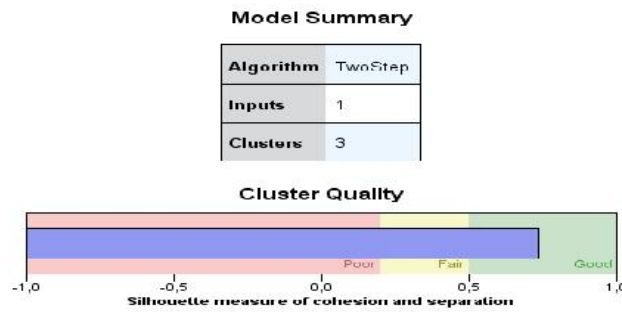 Model Summary
Algorithm TwoStep
Inputs 1
Clusters 3
Cluster Quality
Poor Fair Good
-1,0 -0,5 0,0 0,5 1,0
Silhouette measure of cohesion and separation